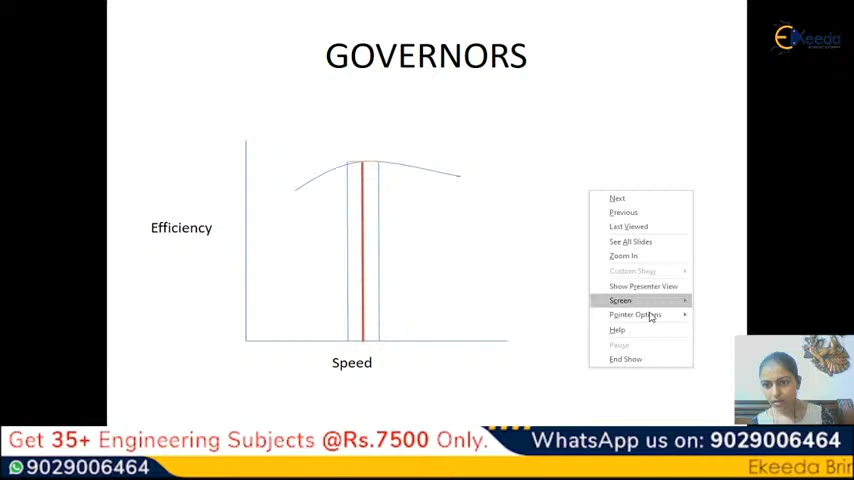 GOVERNORS
Ekeeda
Efficiency
Speed
Next
Previous
Last Viewed
See All Slides
Zoom In
Custom Show
Show Presenter View
Screen
Pointer Options
Help
Pause
End Show
Get 35+ Engineering Subjects @Rs.7500 Only.
WhatsApp us on: 9029006464
9029006464
Ekeeda Brin